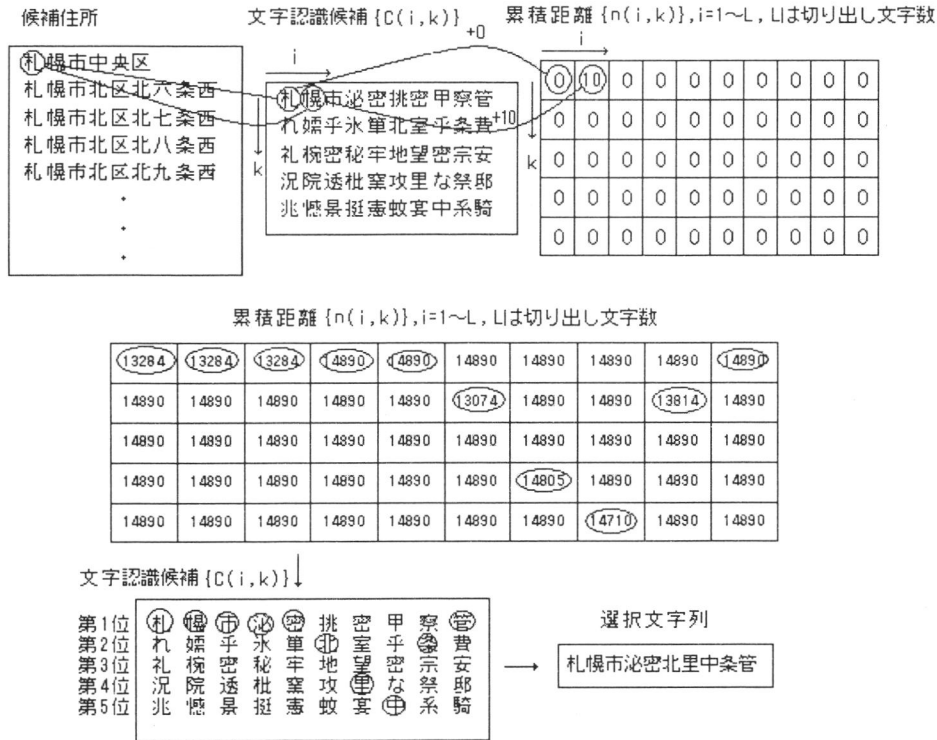 候補住所
札幌市中央区
札幌市北区北六条西
札幌市北区北七条西
札幌市北区北八条西
札幌市北区北九条西
・
・
・
文字認識候補{C(i,k)}
i
k
札幌市泌密挑密甲察管
れ嬬乎氷単北室乎条費
礼椀密秘牢地望密宗安
況院透枇窯攻里な祭邸
兆憾景挺憲蚊宴中系騎
+0
+10
累積距離{n(i,k)},i=1～L,Lは切り出し文字数
i
k
0 10 0 0 0 0 0 0 0 0
0 0 0 0 0 0 0 0 0 0
0 0 0 0 0 0 0 0 0 0
0 0 0 0 0 0 0 0 0 0
0 0 0 0 0 0 0 0 0 0
累積距離{n(i,k)},i=1～L,Lは切り出し文字数
13284 13284 13284 14890 14890 14890 14890 14890 14890 14890
14890 14890 14890 14890 14890 13074 14890 14890 13814 14890
14890 14890 14890 14890 14890 14890 14890 14890 14890 14890
14890 14890 14890 14890 14890 14890 14805 14890 14890 14890
14890 14890 14890 14890 14890 14890 14890 14710 14890 14890
文字認識候補{C(i,k)}
第1位 札 幌 市 泌 密 挑 密 甲 察 管
第2位 れ 嬬 乎 氷 単 北 室 乎 条 費
第3位 礼 椀 密 秘 牢 地 望 密 宗 安
第4位 況 院 透 枇 窯 攻 里 な 祭 邸
第5位 兆 憾 景 挺 憲 蚊 宴 中 系 騎
選択文字列
札幌市泌密北里中条管